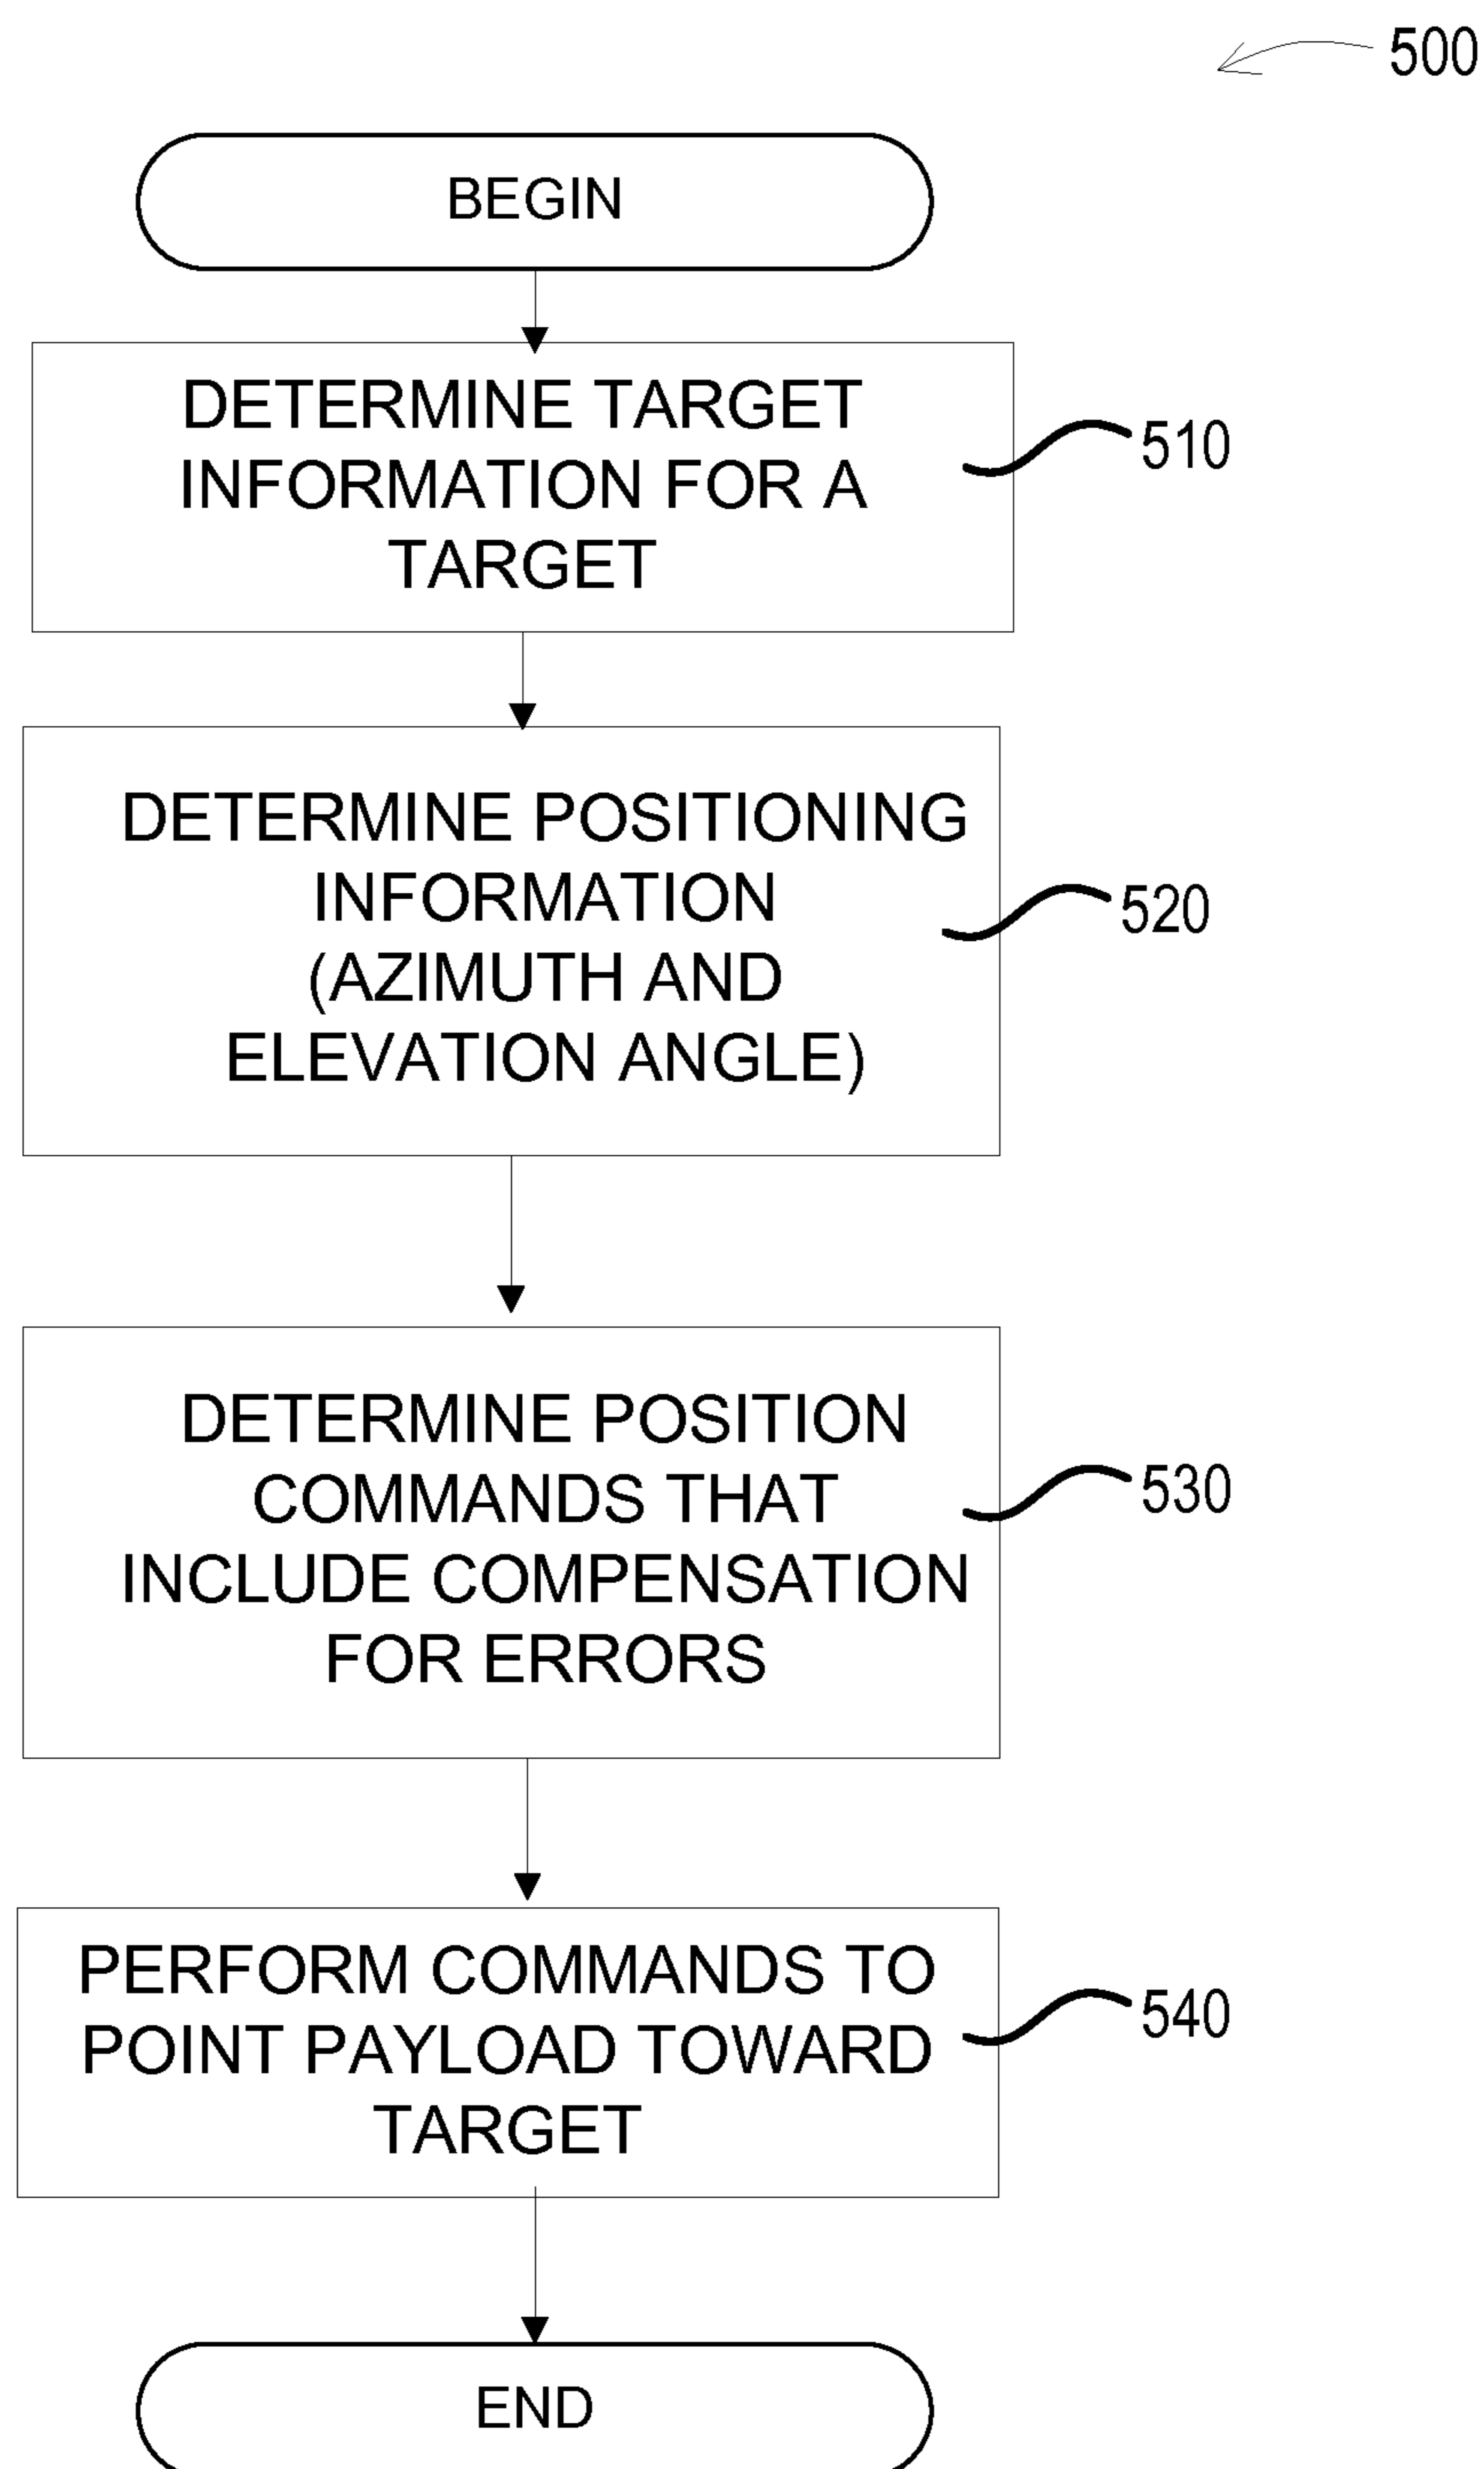 500
BEGIN
DETERMINE TARGET
INFORMATION FOR A
TARGET
510
DETERMINE POSITIONING
INFORMATION
(AZIMUTH AND
ELEVATION ANGLE)
520
DETERMINE POSITION
COMMANDS THAT
INCLUDE COMPENSATION
FOR ERRORS
530
PERFORM COMMANDS TO
POINT PAYLOAD TOWARD
TARGET
540
END